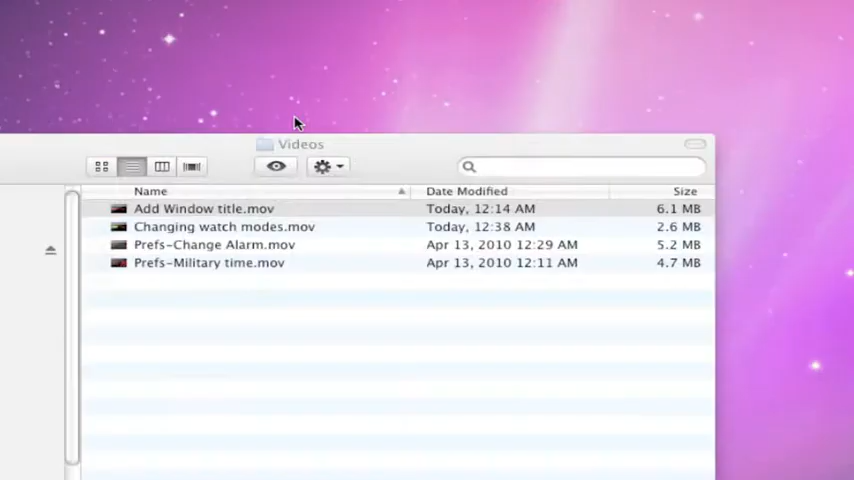 Videos
Name Date Modified Size
Add Window title.mov Today, 12:14 AM 6.1 MB
Changing watch modes.mov Today, 12:38 AM 2.6 MB
Prefs-Change Alarm.mov Apr 13, 2010 12:29 AM 5.2 MB
Prefs-Military time.mov Apr 13, 2010 12:11 AM 4.7 MB